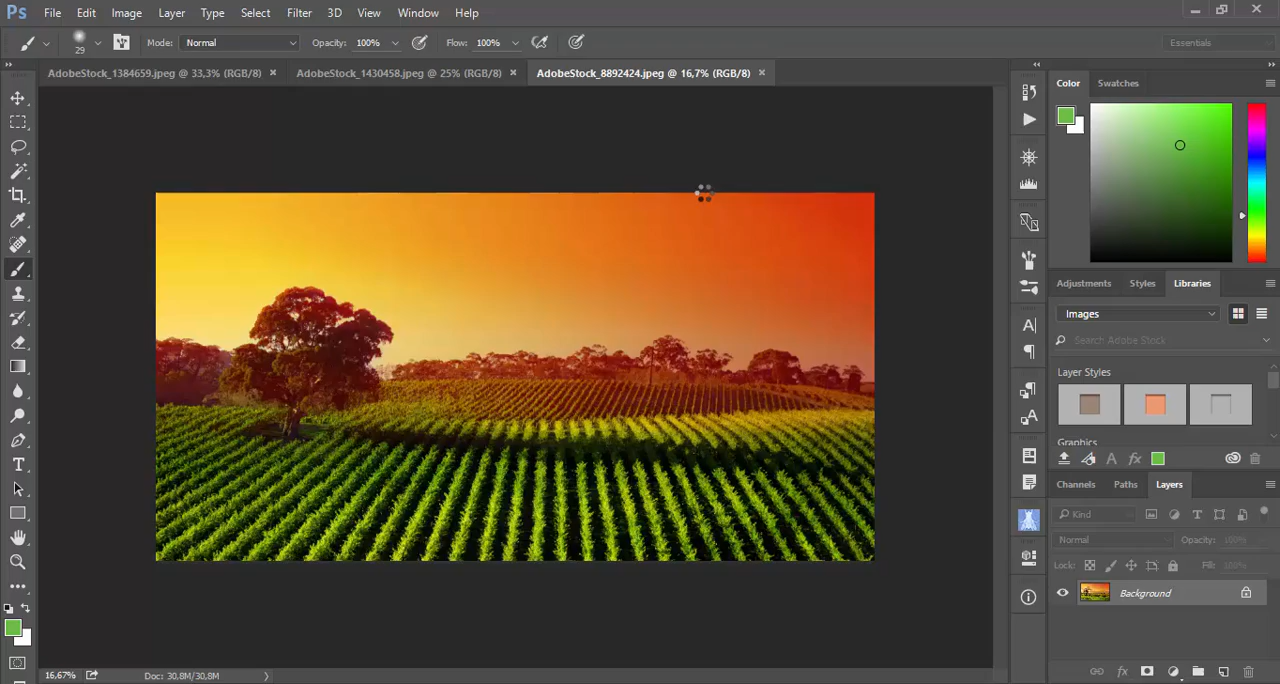 Ps File Edit Image Layer Type Select Filter 3D View Window Help
29 Mode: Normal Opacity: 100% Flow: 100% Essentials
AdobeStock_1384659.jpeg @ 33,3% (RGB/8) × AdobeStock_1430458.jpeg @ 25% (RGB/8) × AdobeStock_8892424.jpeg @ 16,7% (RGB/8) ×
Color Swatches
Adjustments Styles Libraries
Images
Search Adobe Stock
Layer Styles
Graphics
Channels Paths Layers
Kind
Normal Opacity: 100%
Lock: Fill: 100%
Background
16,67% Doc: 30,8M/30,8M